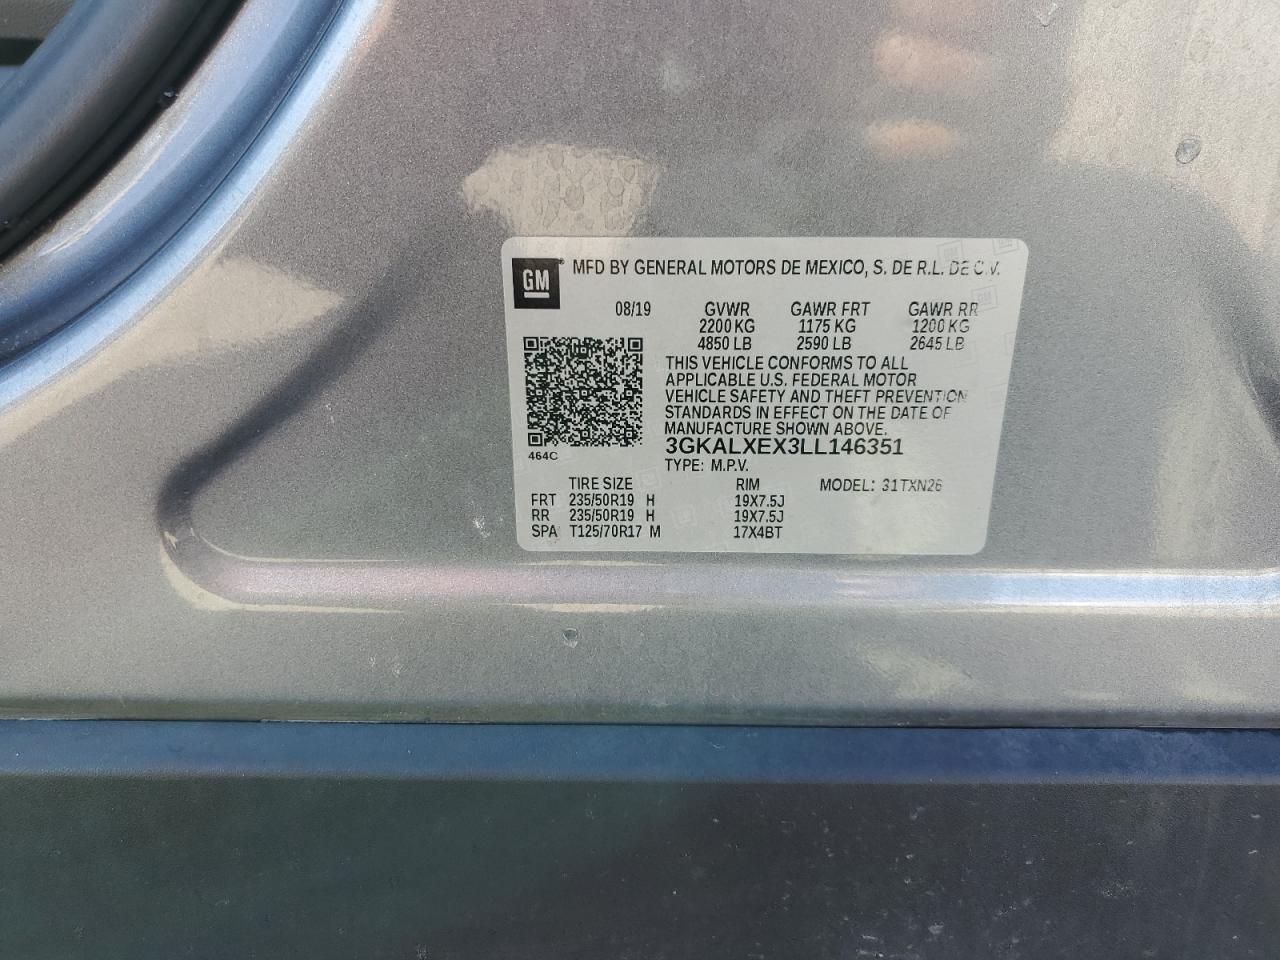 GM® MFD BY GENERAL MOTORS DE MEXICO, S. DE R.L. DE C.V.
08/19 GVWR GAWR FRT GAWR RR
2200 KG 1175 KG 1200 KG
4850 LB 2590 LB 2645 LB
THIS VEHICLE CONFORMS TO ALL
APPLICABLE U.S. FEDERAL MOTOR
VEHICLE SAFETY AND THEFT PREVENTION
STANDARDS IN EFFECT ON THE DATE OF
MANUFACTURE SHOWN ABOVE.
3GKALXEX3LL146351
464C
TYPE: M.P.V.
TIRE SIZE RIM MODEL: 31TXN26
FRT 235/50R19 H 19X7.5J
RR 235/50R19 H 19X7.5J
SPA T125/70R17 M 17X4BT